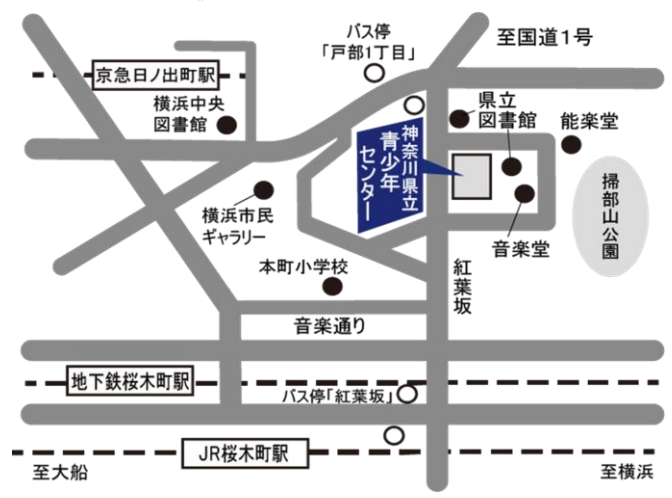 バス停
「戸部1丁目」
至国道1号
京急日ノ出町駅
横浜中央
図書館
県立
図書館
能楽堂
神奈川県立
青少年
センター
掃部山公園
横浜市民
ギャラリー
音楽堂
本町小学校
紅葉坂
音楽通り
地下鉄桜木町駅
バス停「紅葉坂」
JR桜木町駅
至大船
至横浜